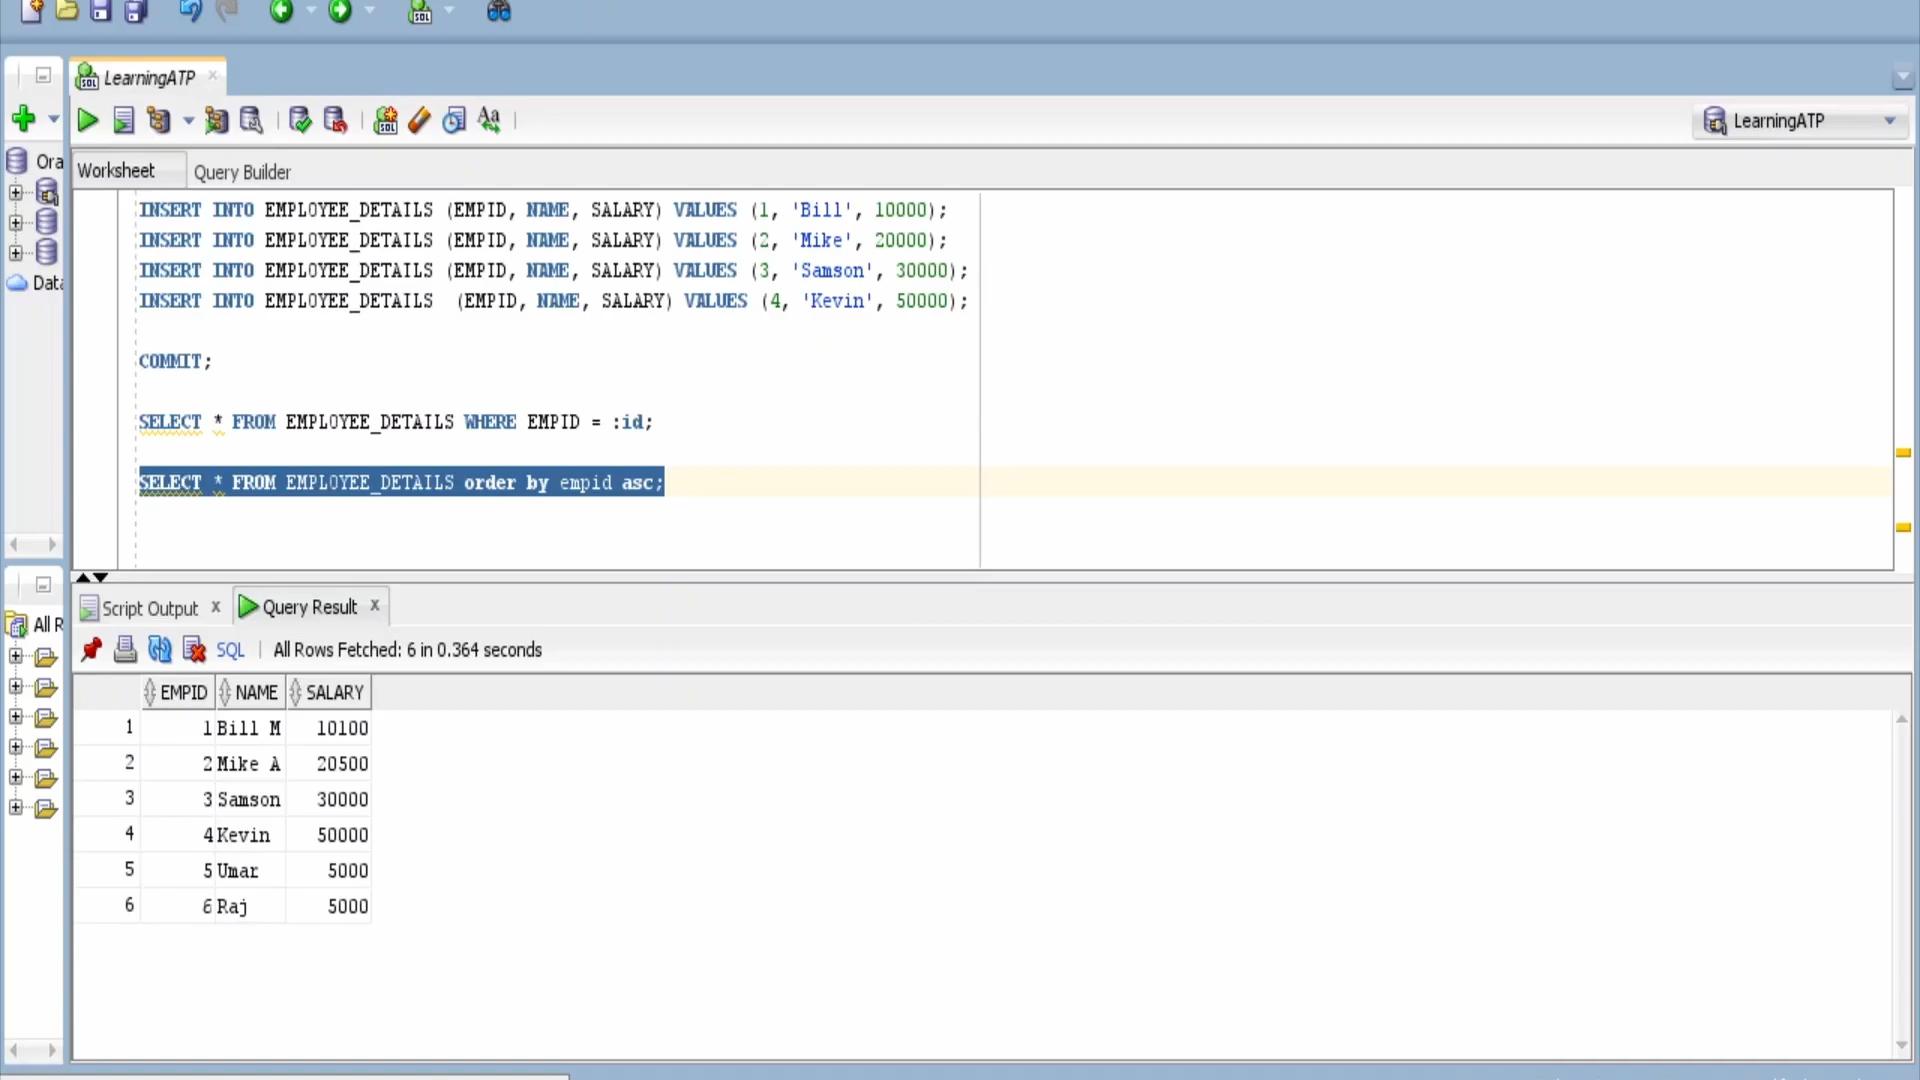 SQL
LearningATP
LearningATP
Ora
Data
Worksheet
Query Builder
INSERT INTO EMPLOYEE_DETAILS (EMPID, NAME, SALARY) VALUES (1, 'Bill', 10000);
INSERT INTO EMPLOYEE_DETAILS (EMPID, NAME, SALARY) VALUES (2, 'Mike', 20000);
INSERT INTO EMPLOYEE_DETAILS (EMPID, NAME, SALARY) VALUES (3, 'Samson', 30000);
INSERT INTO EMPLOYEE_DETAILS  (EMPID, NAME, SALARY) VALUES (4, 'Kevin', 50000);
COMMIT;
SELECT * FROM EMPLOYEE_DETAILS WHERE EMPID = :id;
SELECT * FROM EMPLOYEE_DETAILS order by empid asc;
Script Output x
Query Result x
All R
SQL | All Rows Fetched: 6 in 0.364 seconds
EMPID NAME SALARY
1 1 Bill M 10100
2 2 Mike A 20500
3 3 Samson 30000
4 4 Kevin 50000
5 5 Umar 5000
6 6 Raj 5000